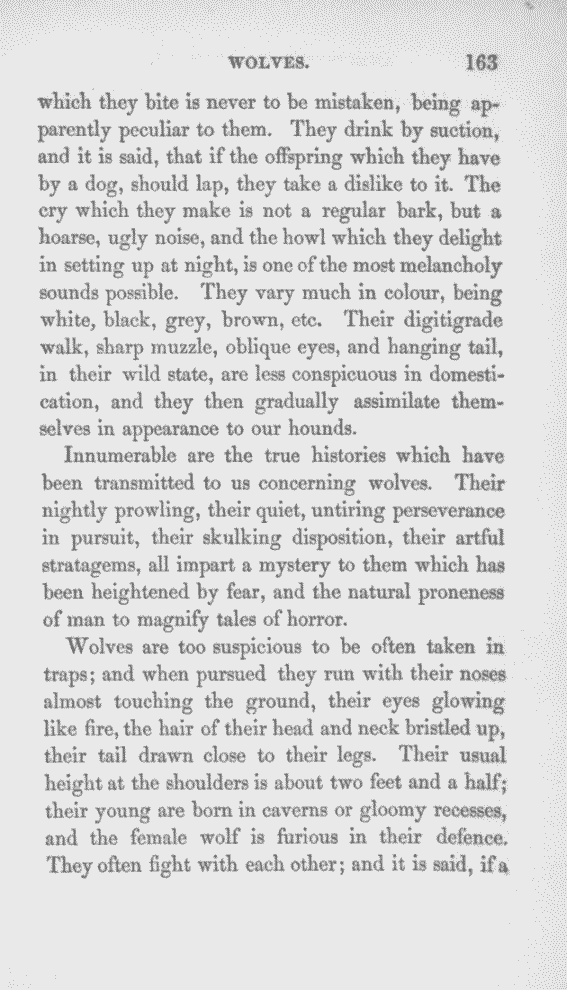 WOLVES. 163
which they bite is never to be mistaken, being ap-
parently peculiar to them. They drink by suction,
and it is said, that if the offspring which they have
by a dog, should lap, they take a dislike to it. The
cry which they make is not a regular bark, but a
hoarse, ugly noise, and the howl which they delight
in setting up at night, is one of the most melancholy
sounds possible. They vary much in colour, being
white, black, grey, brown, etc. Their digitigrade
walk, sharp muzzle, oblique eyes, and hanging tail,
in their wild state, are less conspicuous in domesti-
cation, and they then gradually assimilate them-
selves in appearance to our hounds.
Innumerable are the true histories which have
been transmitted to us concerning wolves. Their
nightly prowling, their quiet, untiring perseverance
in pursuit, their skulking disposition, their artful
stratagems, all impart a mystery to them which has
been heightened by fear, and the natural proneness
of man to magnify tales of horror.
Wolves are too suspicious to be often taken in
traps; and when pursued they run with their noses
almost touching the ground, their eyes glowing
like fire, the hair of their head and neck bristled up,
their tail drawn close to their legs. Their usual
height at the shoulders is about two feet and a half;
their young are born in caverns or gloomy recesses,
and the female wolf is furious in their defence.
They often fight with each other; and it is said, if a